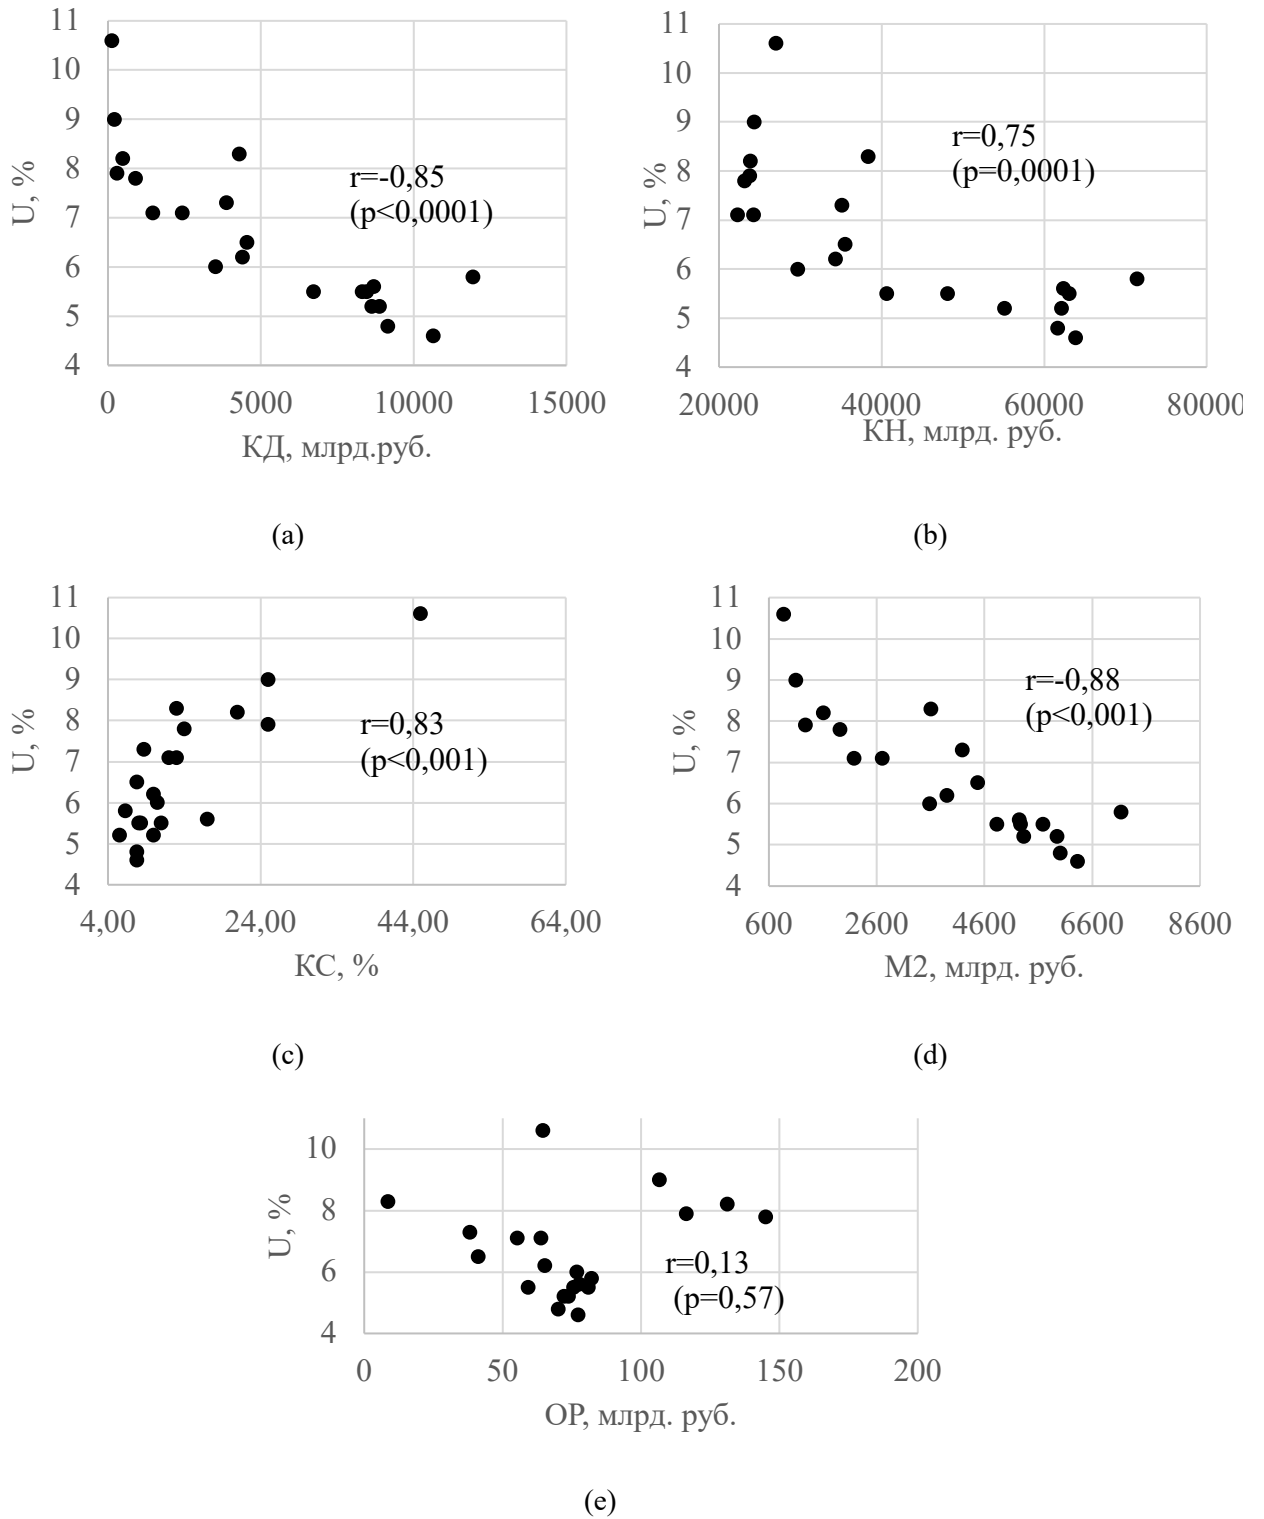 11
10
9
8
7
6
5
4
U, %
r=-0,85
(p<0,0001)
0 5000 10000 15000
КД, млрд.руб.
(a)
11
10
9
8
7
6
5
4
U, %
r=0,75
(p=0,0001)
20000 40000 60000 80000
КН, млрд. руб.
(b)
11
10
9
8
7
6
5
4
U, %
r=0,83
(p<0,001)
4,00 24,00 44,00 64,00
КС, %
(c)
11
10
9
8
7
6
5
4
U, %
r=-0,88
(p<0,001)
600 2600 4600 6600 8600
М2, млрд. руб.
(d)
10
8
6
4
U, %
r=0,13
(p=0,57)
0 50 100 150 200
ОР, млрд. руб.
(e)